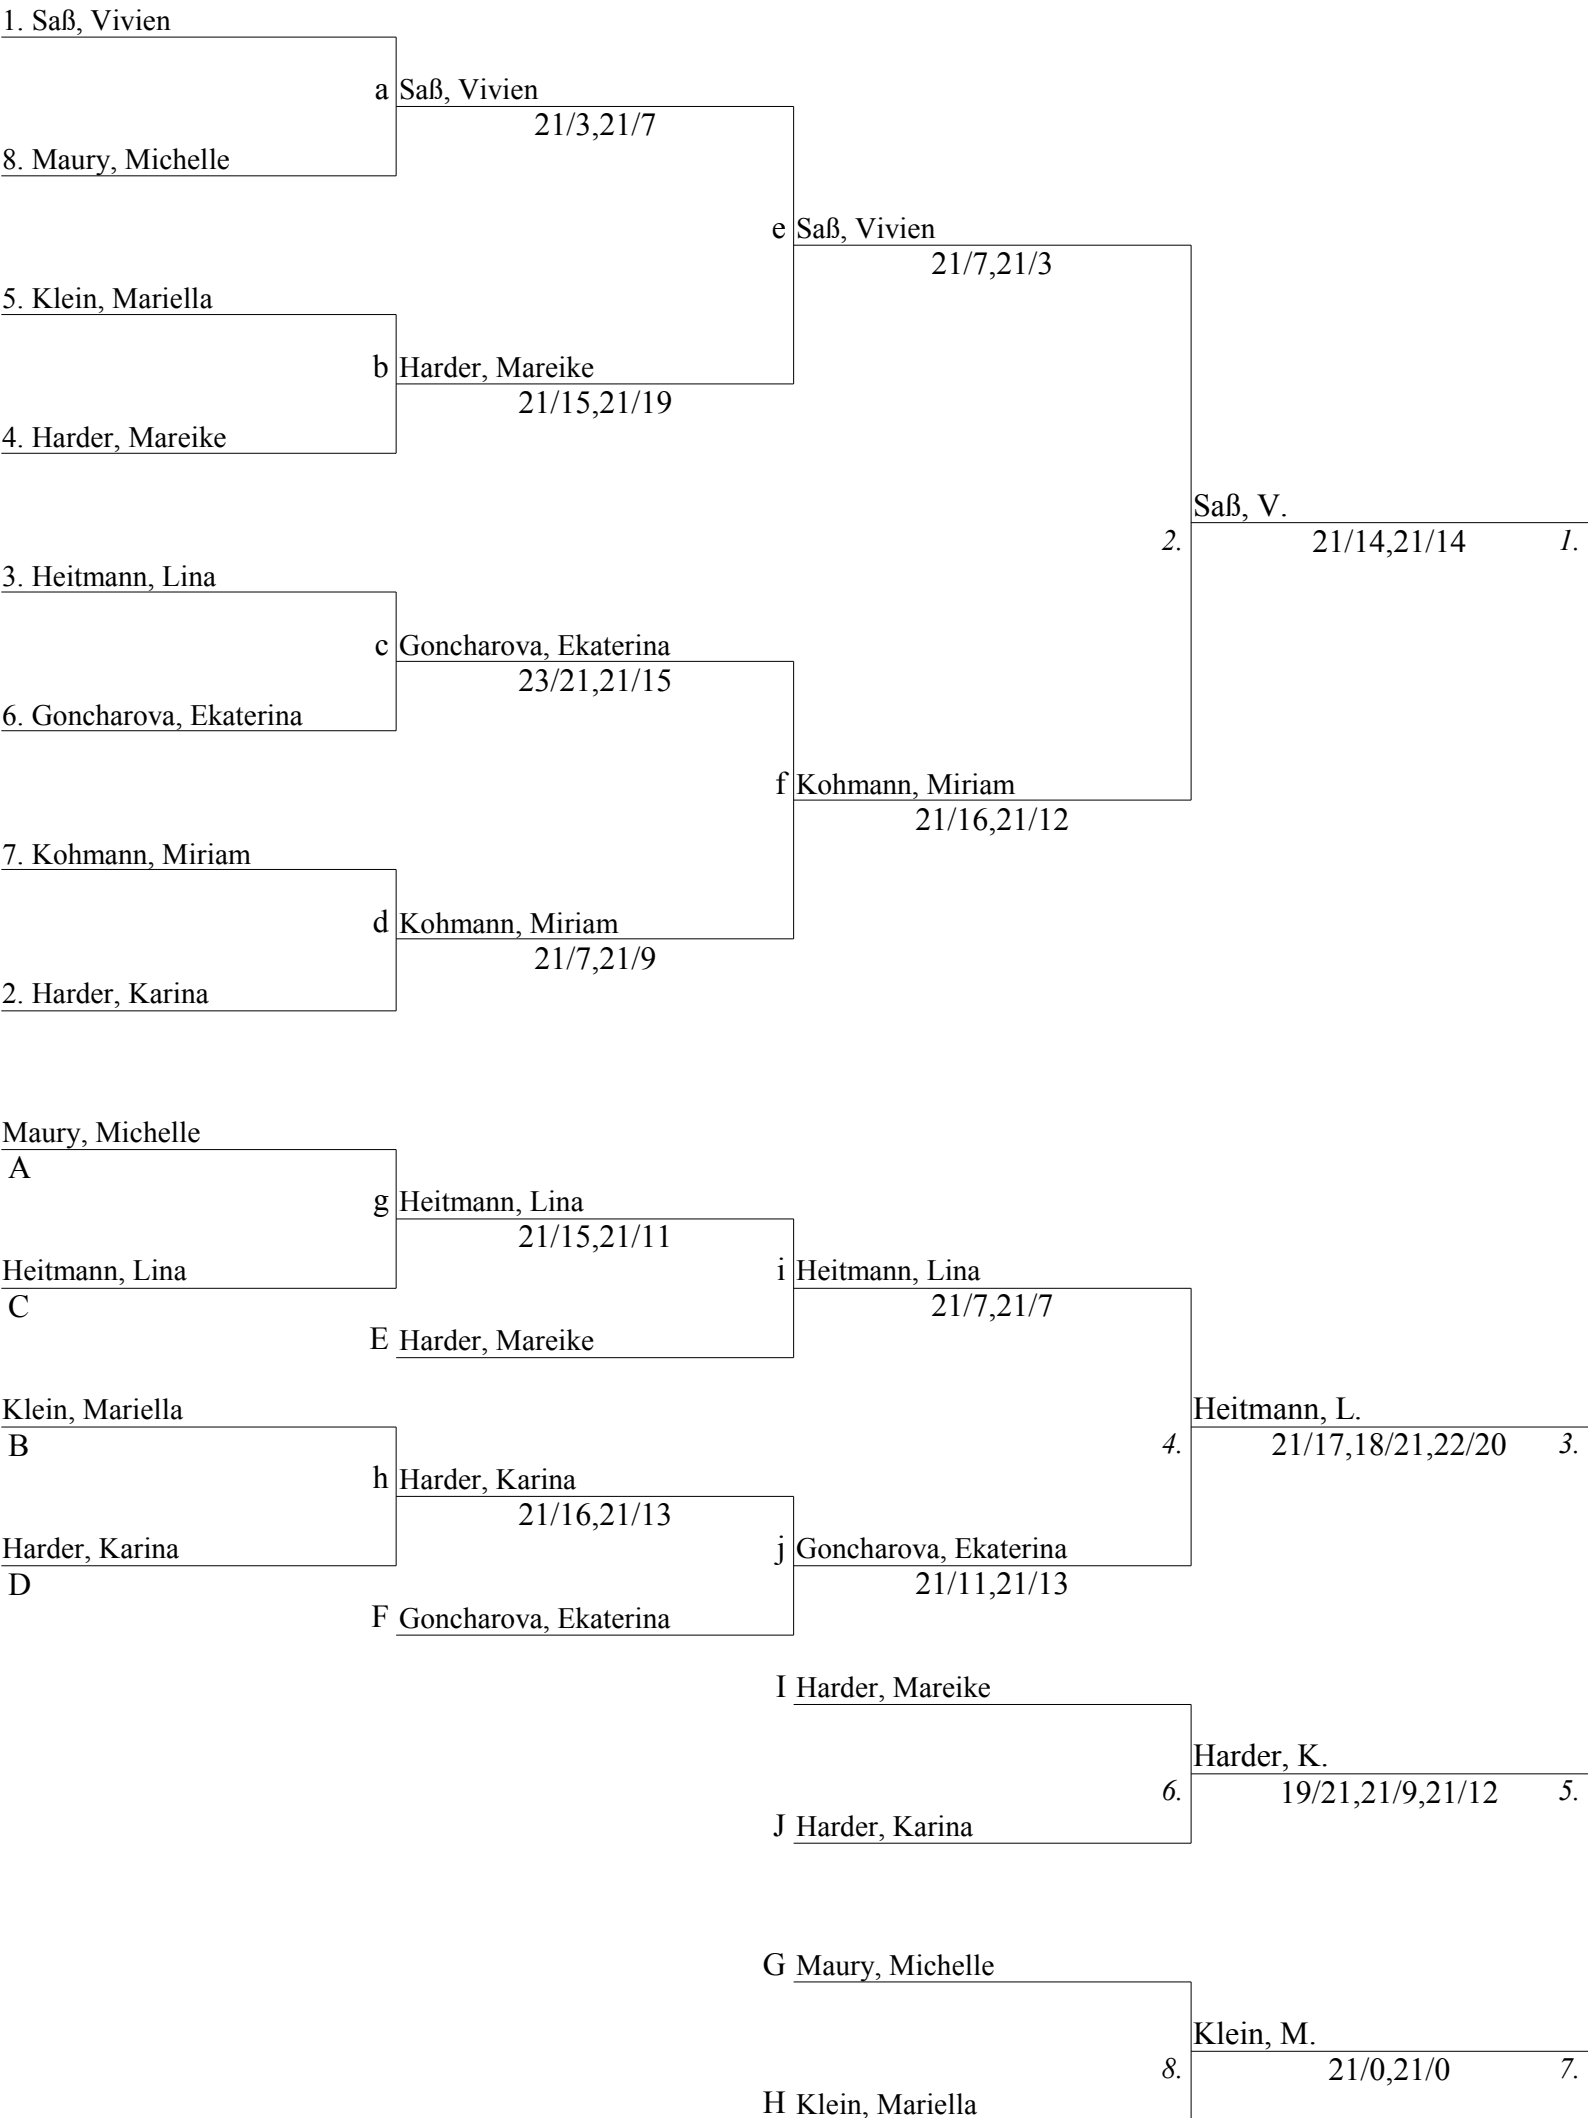 1. Saß, Vivien
a Saß, Vivien
21/3,21/7
8. Maury, Michelle
e Saß, Vivien
21/7,21/3
5. Klein, Mariella
b Harder, Mareike
21/15,21/19
4. Harder, Mareike
Saß, V.
2. 21/14,21/14 1.
3. Heitmann, Lina
c Goncharova, Ekaterina
23/21,21/15
6. Goncharova, Ekaterina
f Kohmann, Miriam
21/16,21/12
7. Kohmann, Miriam
d Kohmann, Miriam
21/7,21/9
2. Harder, Karina
Maury, Michelle
A
g Heitmann, Lina
21/15,21/11
Heitmann, Lina i Heitmann, Lina
C 21/7,21/7
E Harder, Mareike
Klein, Mariella Heitmann, L.
B 4. 21/17,18/21,22/20 3.
h Harder, Karina
21/16,21/13
Harder, Karina j Goncharova, Ekaterina
D 21/11,21/13
F Goncharova, Ekaterina
I Harder, Mareike
Harder, K.
6. 19/21,21/9,21/12 5.
J Harder, Karina
G Maury, Michelle
Klein, M.
8. 21/0,21/0 7.
H Klein, Mariella